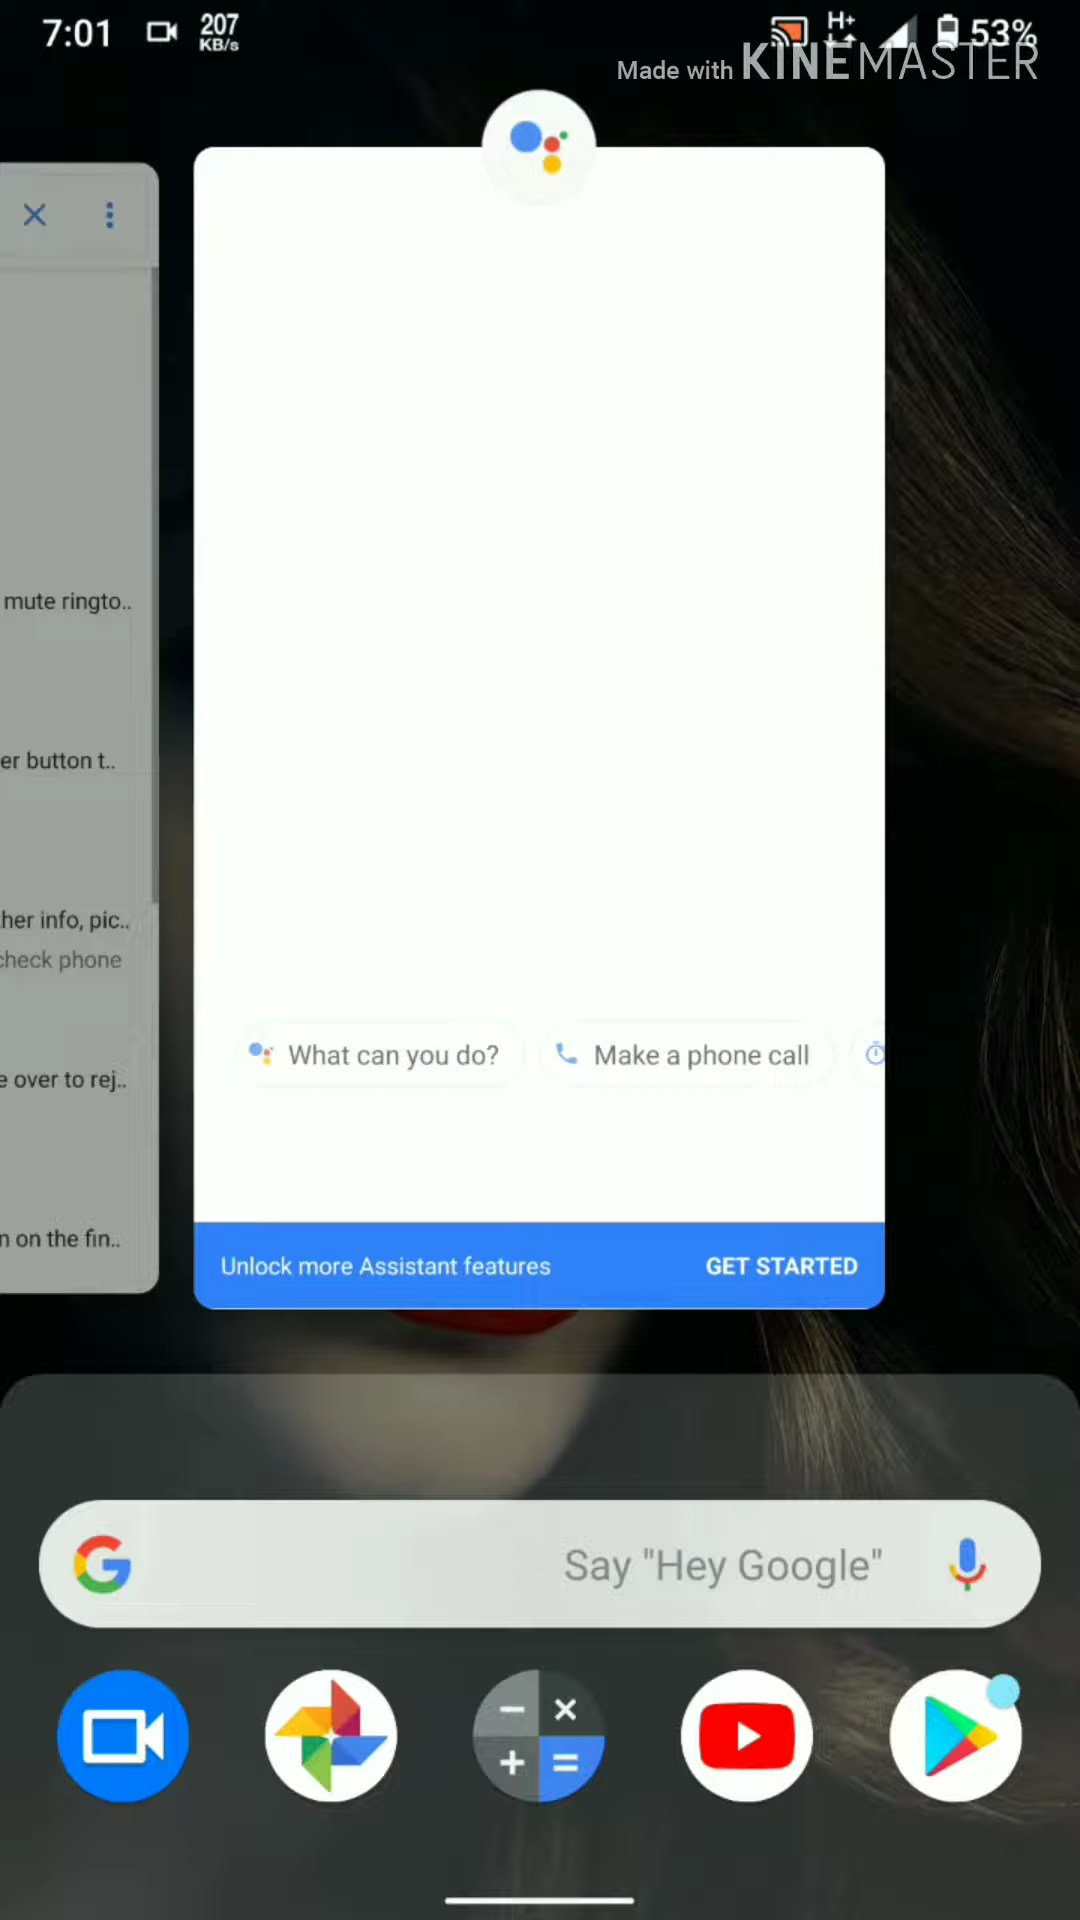 7:01 207 KB/s H+ 53%
Made with KINEMASTER
mute ringto..
er button t..
her info, pic..
check phone
e over to rej..
n on the fin..
What can you do? Make a phone call
Unlock more Assistant features GET STARTED
G Say "Hey Google"